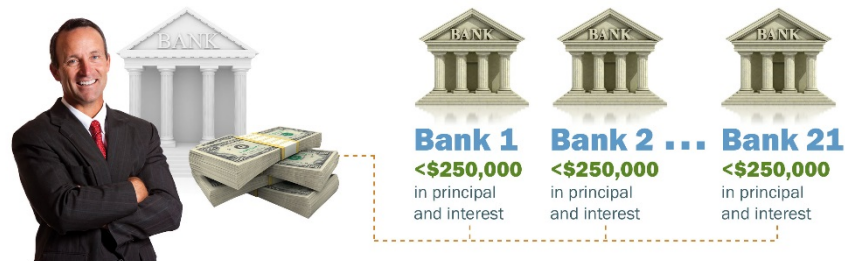 BANK
BANK
BANK
BANK
Bank 1
<$250,000
in principal
and interest
Bank 2 ...
<$250,000
in principal
and interest
Bank 21
<$250,000
in principal
and interest